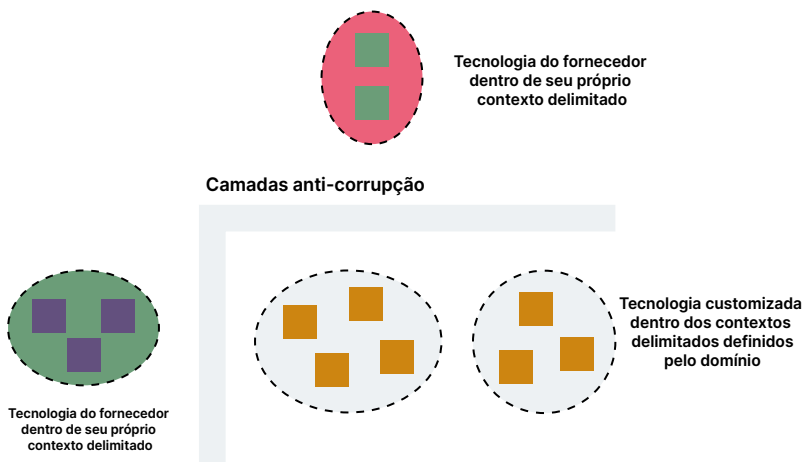 Tecnologia do fornecedor
dentro de seu próprio
contexto delimitado
Camadas anti-corrupção
Tecnologia customizada
dentro dos contextos
delimitados definidos
pelo domínio
Tecnologia do fornecedor
dentro de seu próprio
contexto delimitado